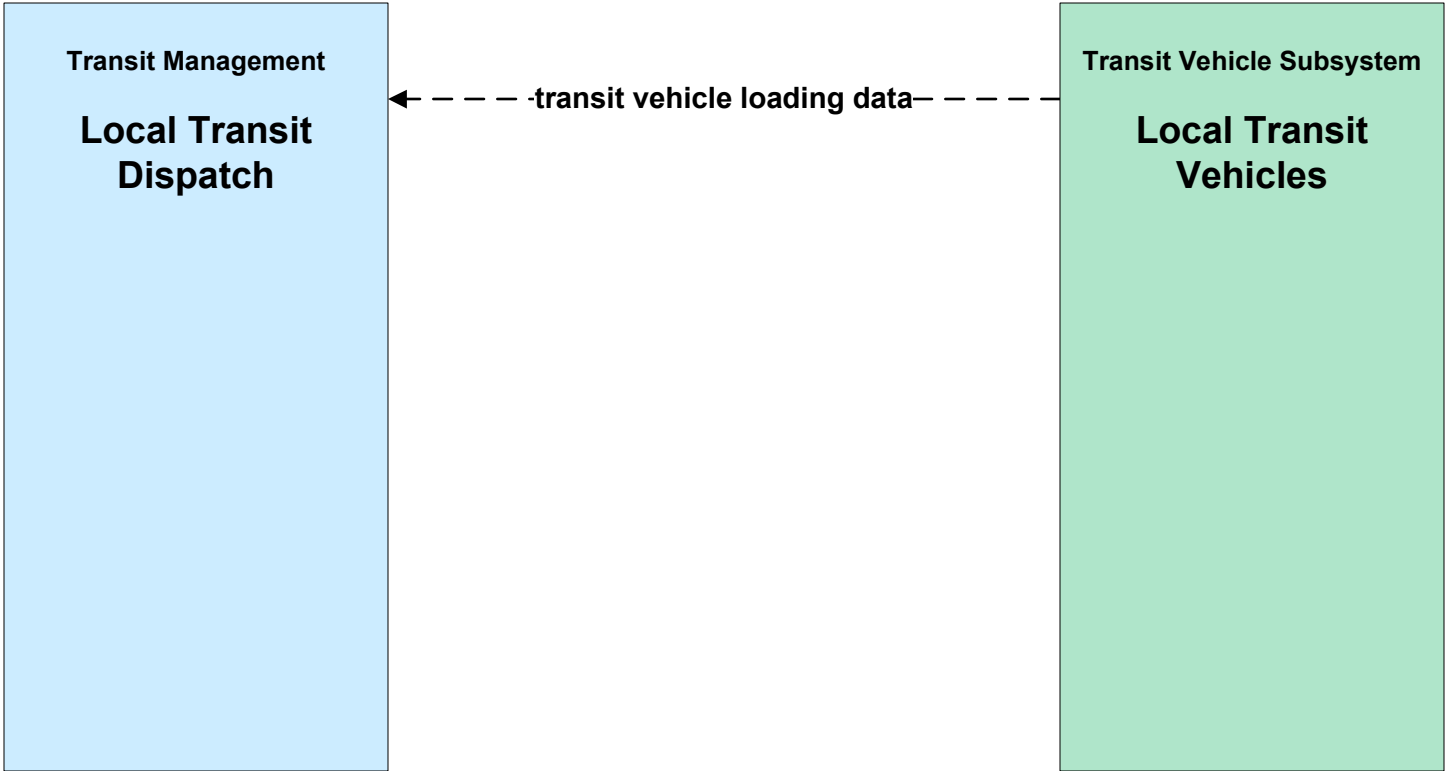 Transit Management
Local Transit
Dispatch
transit vehicle loading data
Transit Vehicle Subsystem
Local Transit
Vehicles